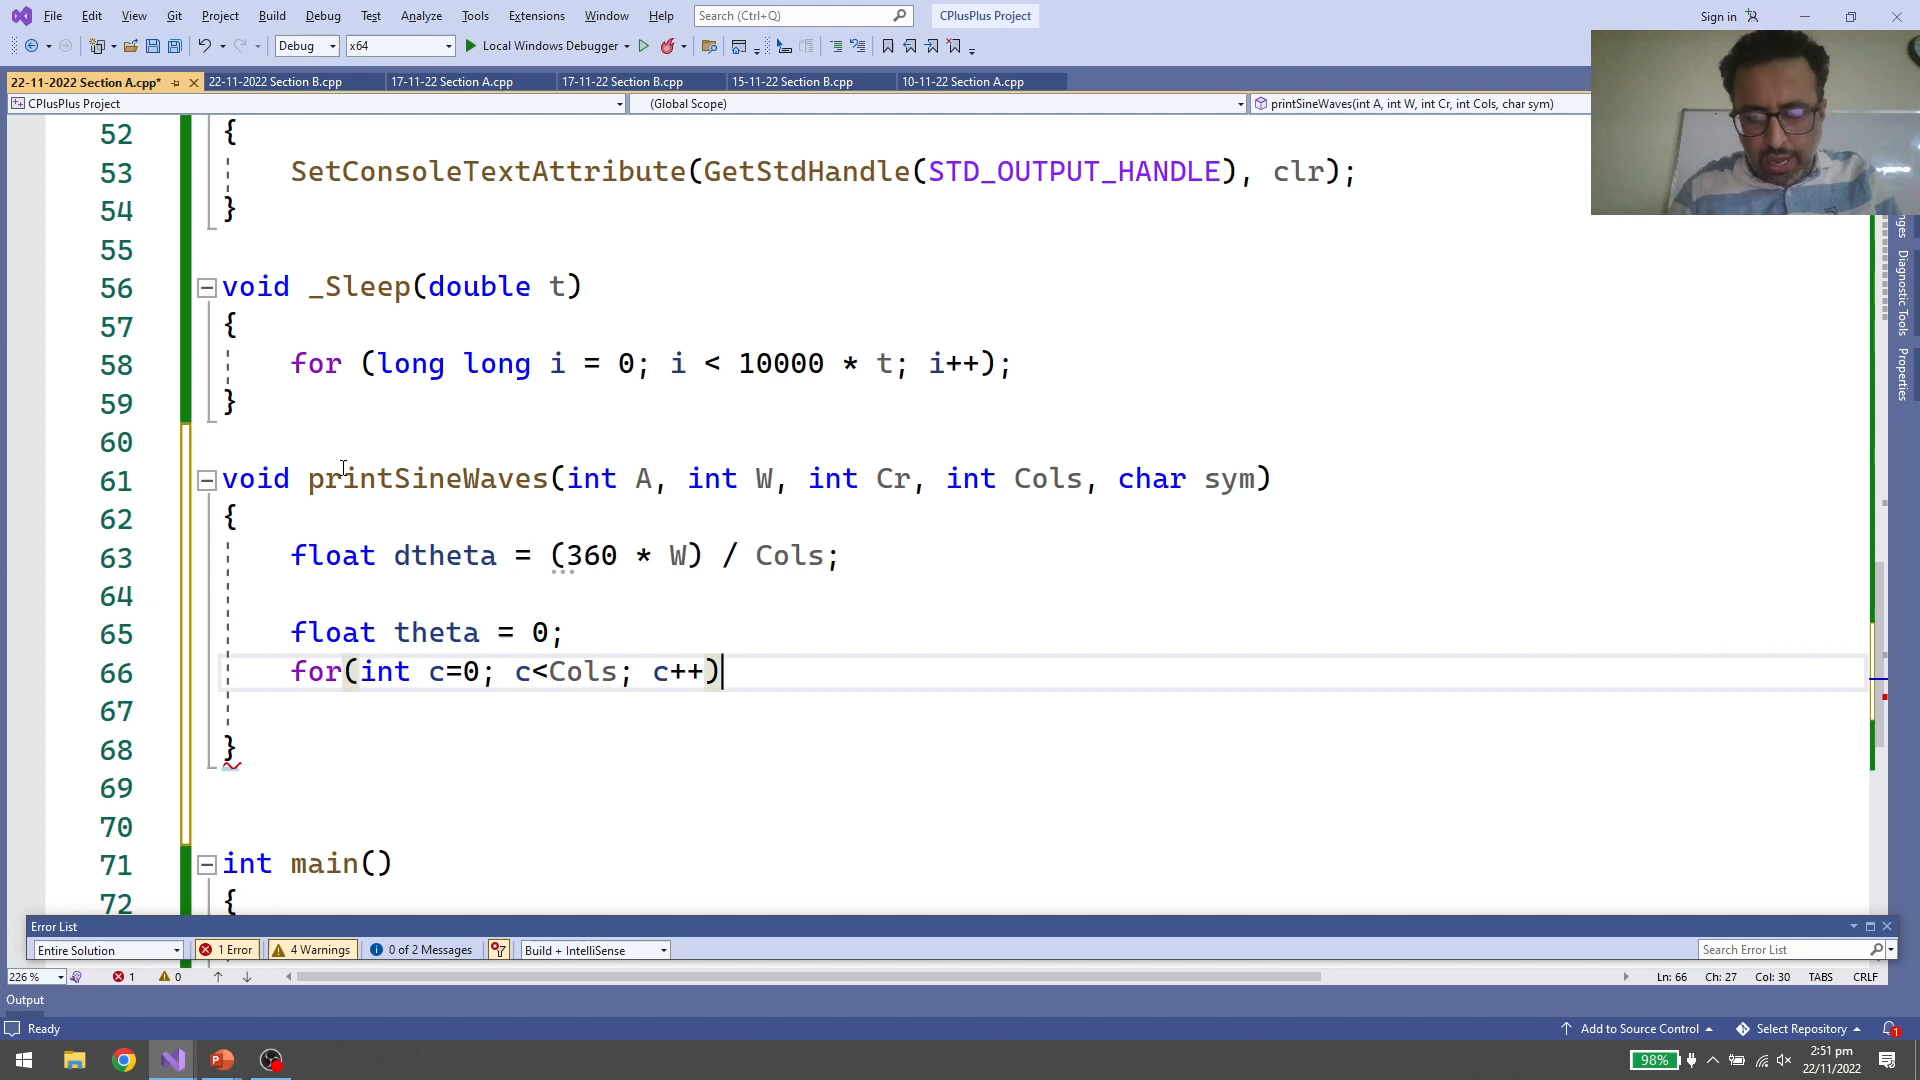 File Edit View Git Project Build Debug Test Analyze Tools Extensions Window Help Search (Ctrl+Q) CPlusPlus Project Sign in
Debug x64 Local Windows Debugger
22-11-2022 Section A.cpp* 22-11-2022 Section B.cpp 17-11-22 Section A.cpp 17-11-22 Section B.cpp 15-11-22 Section B.cpp 10-11-22 Section A.cpp
CPlusPlus Project (Global Scope) printSineWaves(int A, int W, int Cr, int Cols, char sym)
52 {
53 SetConsoleTextAttribute(GetStdHandle(STD_OUTPUT_HANDLE), clr);
54 }
55
56 void _Sleep(double t)
57 {
58 for (long long i = 0; i < 10000 * t; i++);
59 }
60
61 void printSineWaves(int A, int W, int Cr, int Cols, char sym)
62 {
63 float dtheta = (360 * W) / Cols;
64
65 float theta = 0;
66 for(int c=0; c<Cols; c++)
67
68 }
69
70
71 int main()
72 {
Diagnostic Tools
Properties
Error List
Entire Solution 1 Error 4 Warnings 0 of 2 Messages Build + IntelliSense Search Error List
226 % 1 0 Ln: 66 Ch: 27 Col: 30 TABS CRLF
Output
Ready Add to Source Control Select Repository 1
98% 2:51 pm
22/11/2022